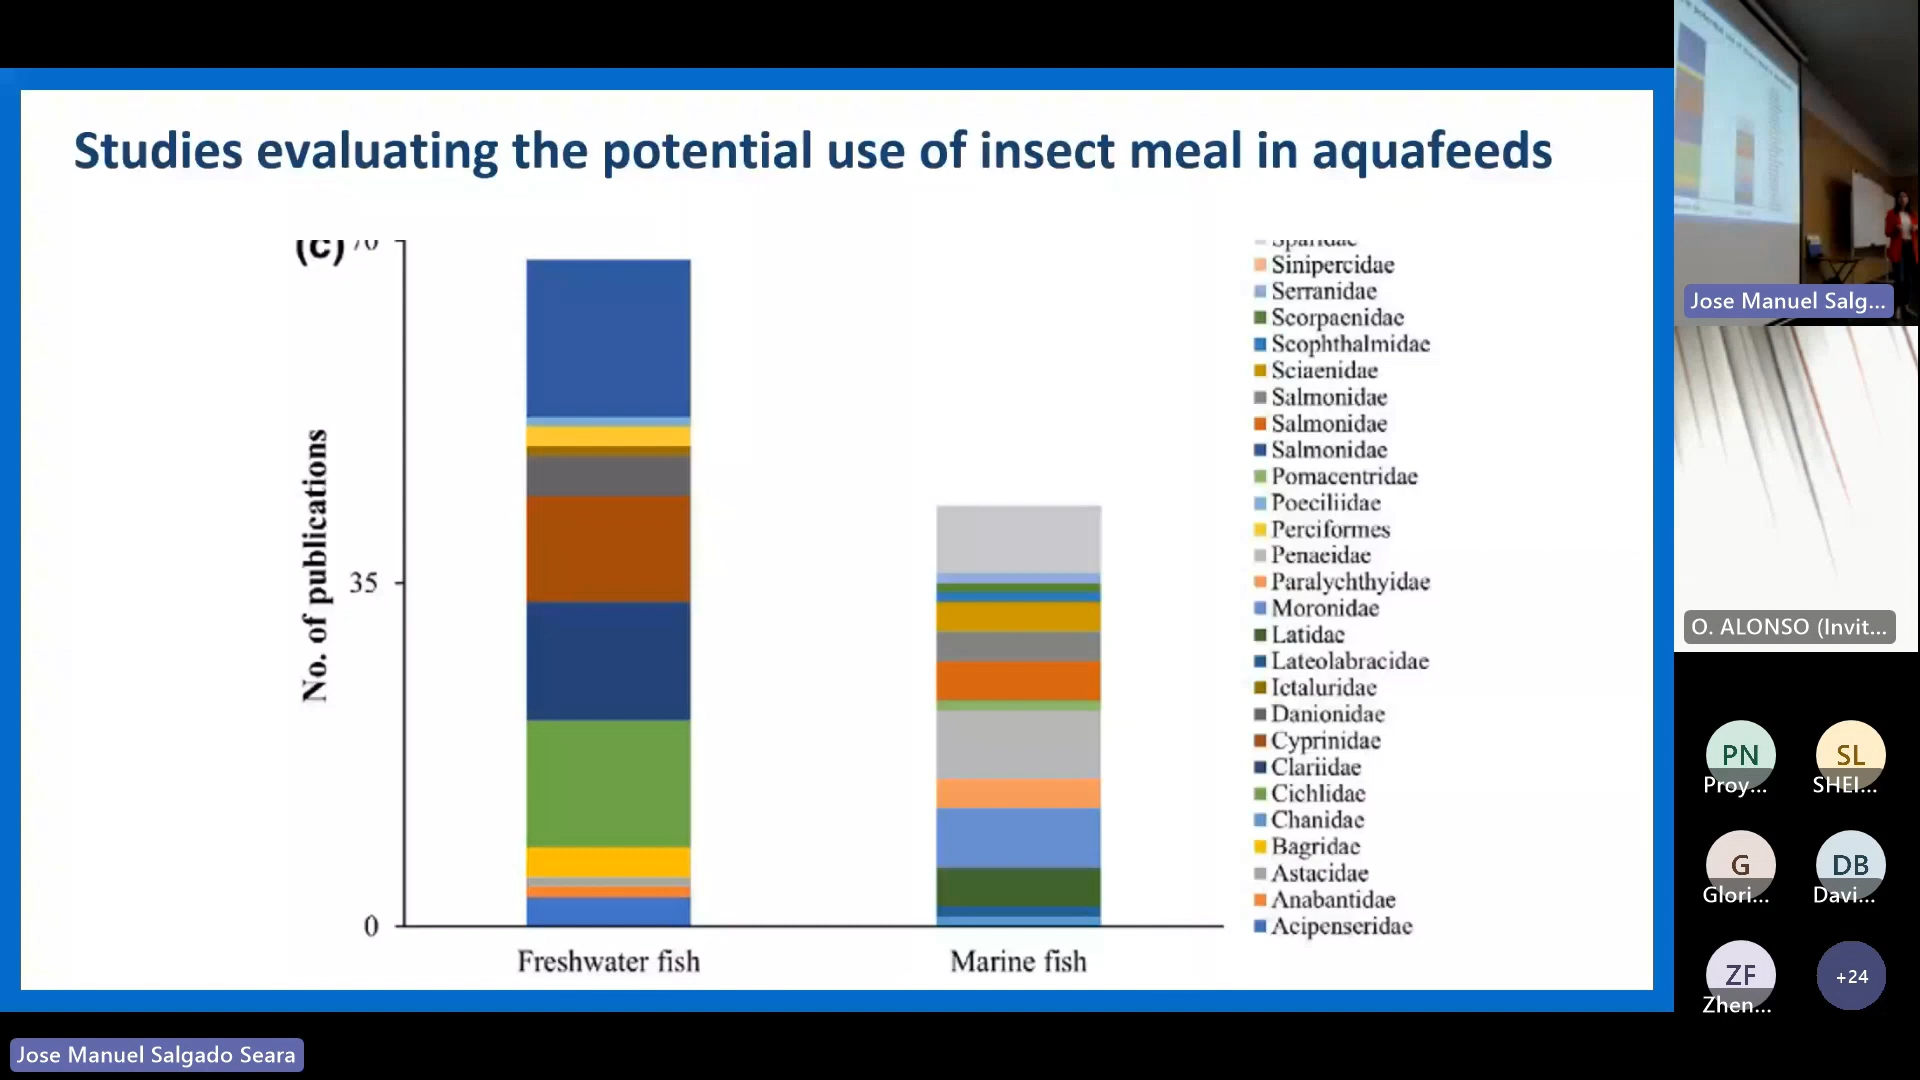 Studies evaluating the potential use of insect meal in aquafeeds
(c)
70
35
0
No. of publications
Freshwater fish
Marine fish
Sparidae
Sinipercidae
Serranidae
Scorpaenidae
Scophthalmidae
Sciaenidae
Salmonidae
Salmonidae
Salmonidae
Pomacentridae
Poeciliidae
Perciformes
Penaeidae
Paralychthyidae
Moronidae
Latidae
Lateolabracidae
Ictaluridae
Danionidae
Cyprinidae
Clariidae
Cichlidae
Chanidae
Bagridae
Astacidae
Anabantidae
Acipenseridae
Jose Manuel Salg...
O. ALONSO (Invit...
PN
Proy...
SL
SHEI...
G
Glori...
DB
Davi...
ZF
Zhen...
+24
Jose Manuel Salgado Seara